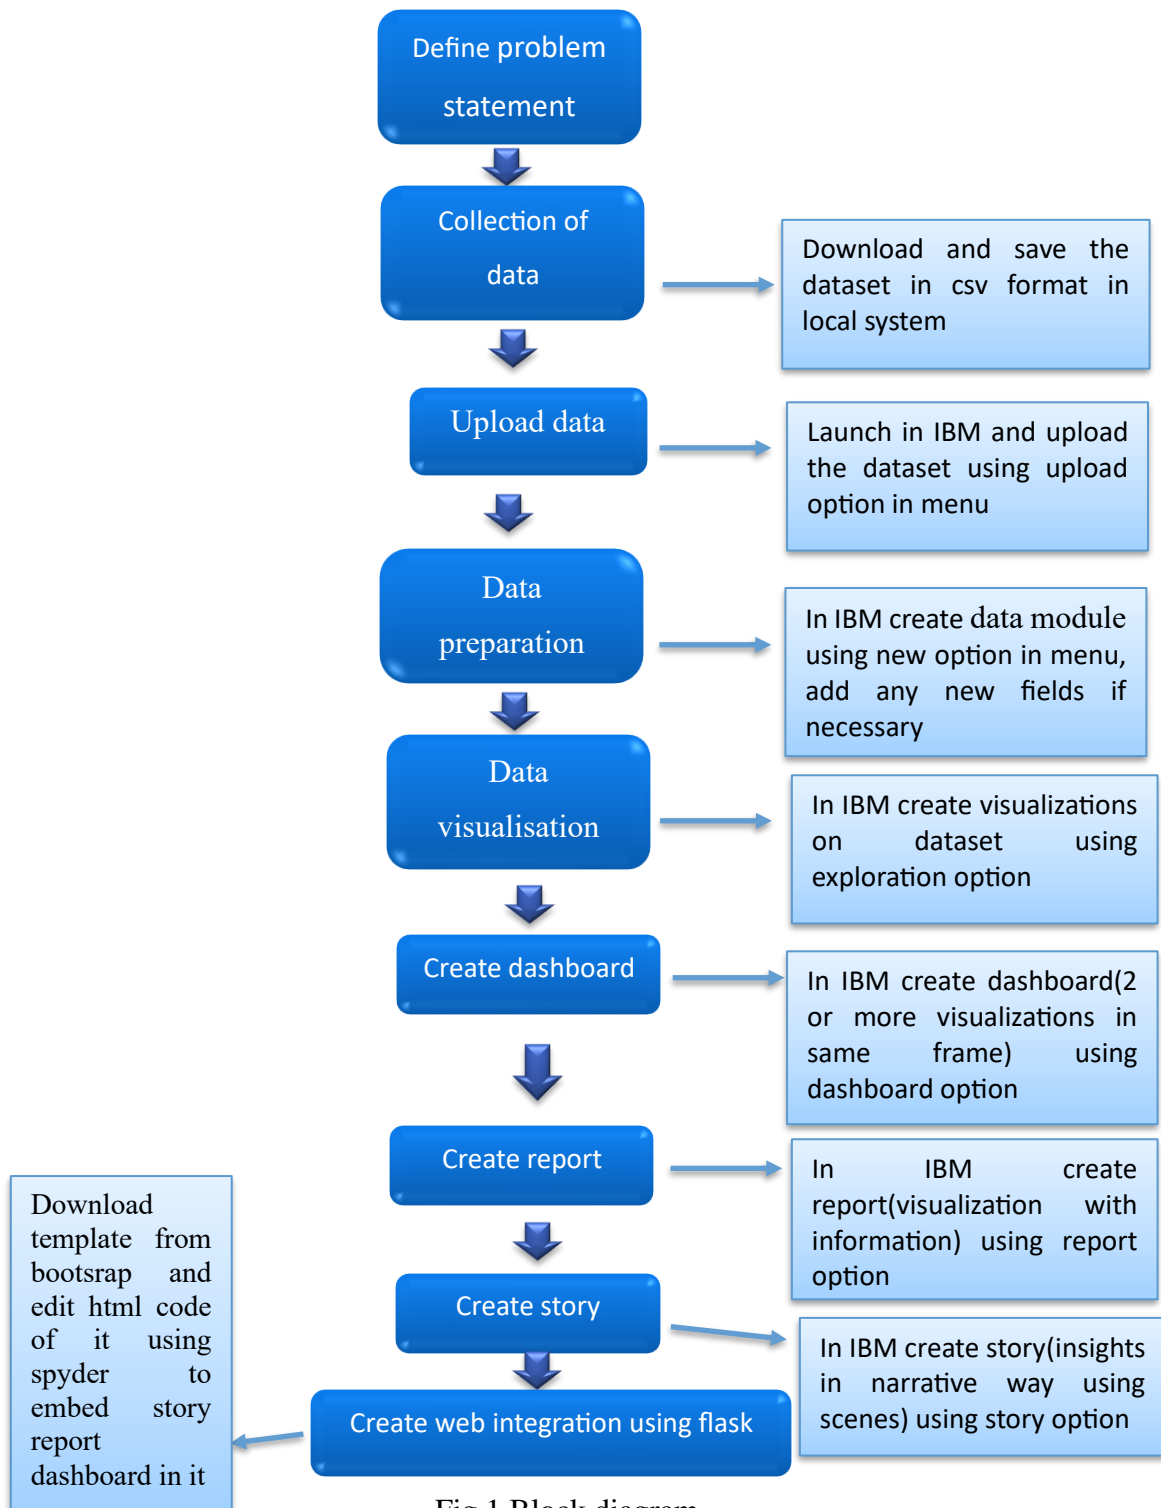 Define problem
statement
Collection of
data
Download and save the
dataset in csv format in
local system
Upload data
Launch in IBM and upload
the dataset using upload
option in menu
Data
preparation
In IBM create data module
using new option in menu,
add any new fields if
necessary
Data
visualisation
In IBM create visualizations
on dataset using
exploration option
Create dashboard
In IBM create dashboard(2
or more visualizations in
same frame) using
dashboard option
Create report
In IBM create
report(visualization with
information) using report
option
Create story
In IBM create story(insights
in narrative way using
scenes) using story option
Create web integration using flask
Download
template from
bootsrap and
edit html code
of it using
spyder to
embed story
report
dashboard in it
Fig 1 Block diagram